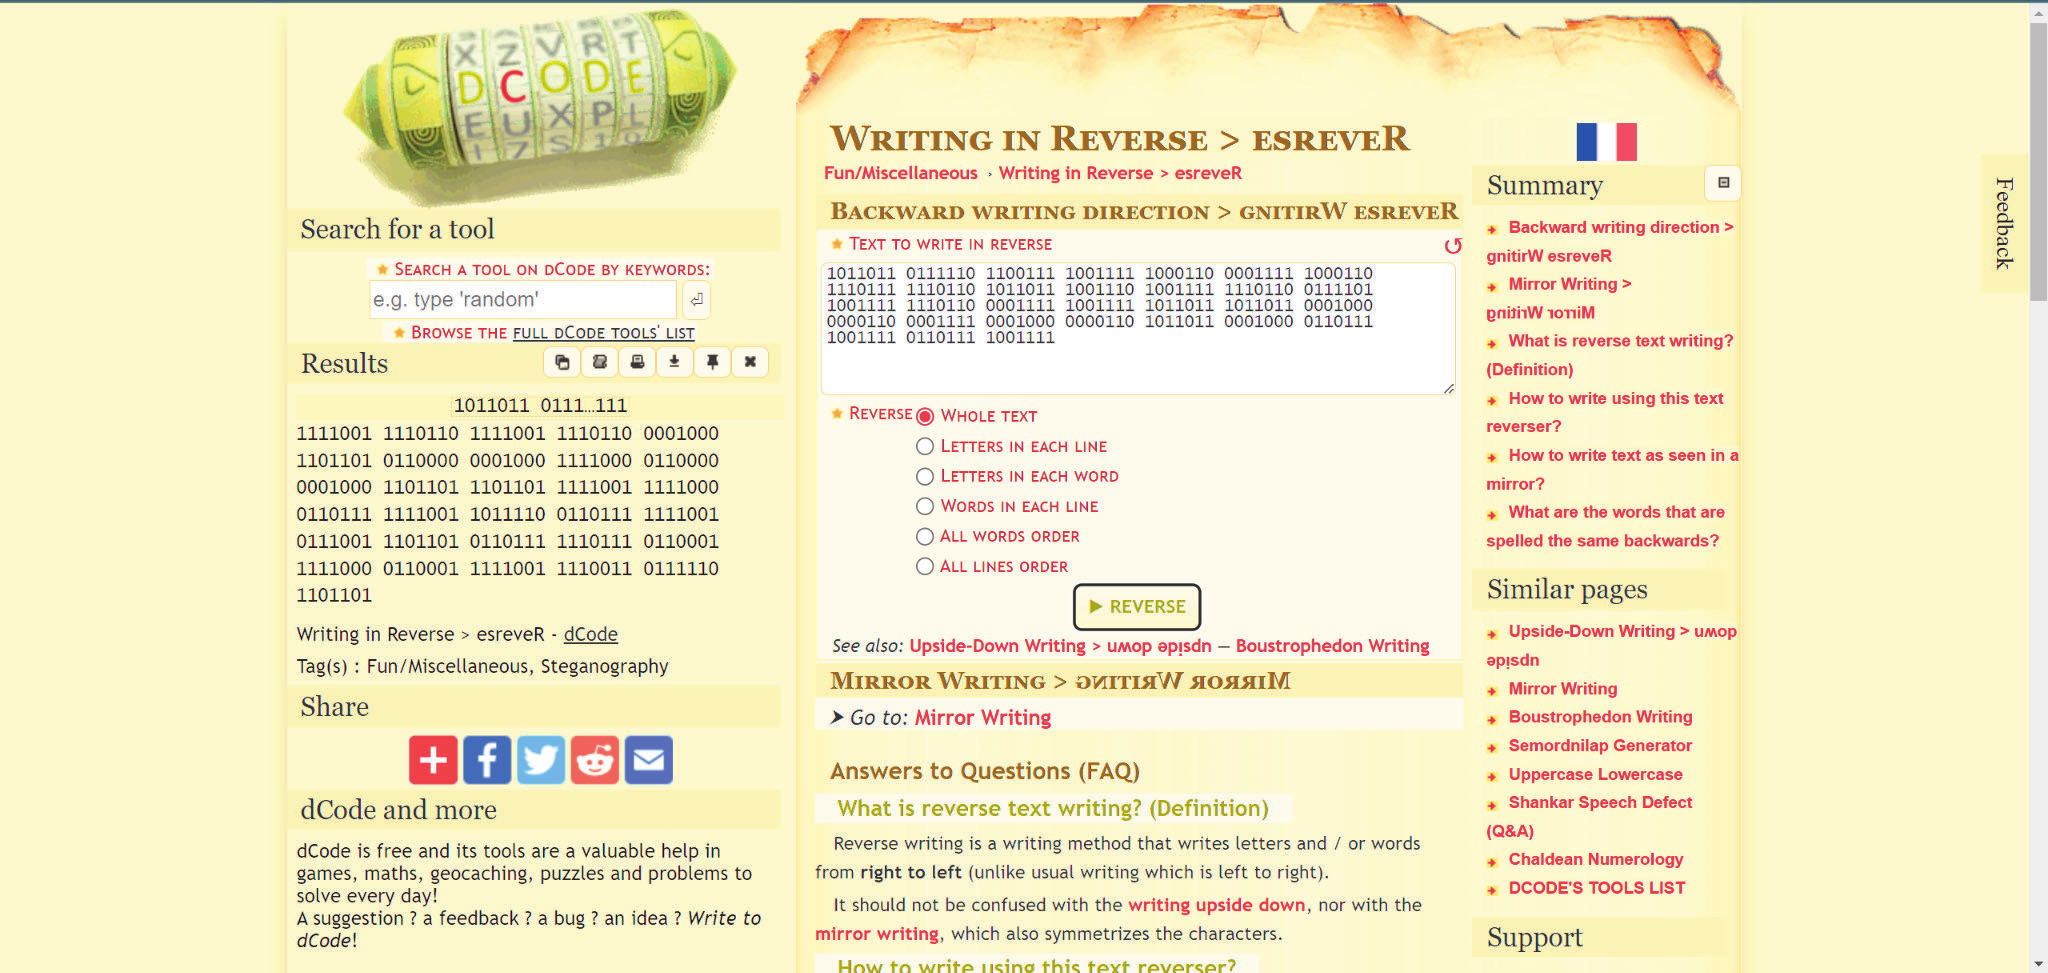 X Z V R T
D C O D E
E U X P L
I 7 S 1 9
Search for a tool
Search a tool on dCode by keywords:
e.g. type 'random'
Browse the full dCode tools' list
Results
1011011 0111…111
1111001 1110110 1111001 1110110 0001000
1101101 0110000 0001000 1111000 0110000
0001000 1101101 1101101 1111001 1111000
0110111 1111001 1011110 0110111 1111001
0111001 1101101 0110111 1110111 0110001
1111000 0110001 1111001 1110011 0111110
1101101
Writing in Reverse > esreveR - dCode
Tag(s) : Fun/Miscellaneous, Steganography
Share
dCode and more
dCode is free and its tools are a valuable help in
games, maths, geocaching, puzzles and problems to
solve every day!
A suggestion ? a feedback ? a bug ? an idea ? Write to
dCode!
Writing in Reverse > esreveR
Fun/Miscellaneous › Writing in Reverse > esreveR
Backward writing direction > gnitirW esreveR
Text to write in reverse
1011011 0111110 1100111 1001111 1000110 0001111 1000110
1110111 1110110 1011011 1001110 1001111 1110110 0111101
1001111 1110110 0001111 1001111 1011011 1011011 0001000
0000110 0001111 0001000 0000110 1011011 0001000 0110111
1001111 0110111 1001111
Reverse Whole text
Letters in each line
Letters in each word
Words in each line
All words order
All lines order
▶ REVERSE
See also: Upside-Down Writing > uʍop ǝpᴉsdn — Boustrophedon Writing
Mirror Writing > ǫniɈiɿW ɿoɿɿiM
⮞ Go to: Mirror Writing
Answers to Questions (FAQ)
What is reverse text writing? (Definition)
Reverse writing is a writing method that writes letters and / or words
from right to left (unlike usual writing which is left to right).
It should not be confused with the writing upside down, nor with the
mirror writing, which also symmetrizes the characters.
How to write using this text reverser?
Summary
Backward writing direction >
gnitirW esreveR
Mirror Writing >
ǫniɈiɿW ɿoɿɿiM
What is reverse text writing?
(Definition)
How to write using this text
reverser?
How to write text as seen in a
mirror?
What are the words that are
spelled the same backwards?
Similar pages
Upside-Down Writing > uʍop
ǝpᴉsdn
Mirror Writing
Boustrophedon Writing
Semordnilap Generator
Uppercase Lowercase
Shankar Speech Defect
(Q&A)
Chaldean Numerology
DCODE'S TOOLS LIST
Support
Feedback